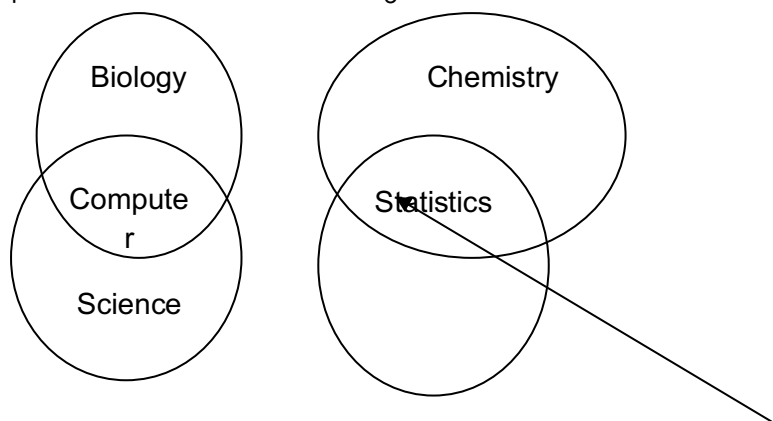 Biology
Chemistry
Compute
r
Statistics
Science